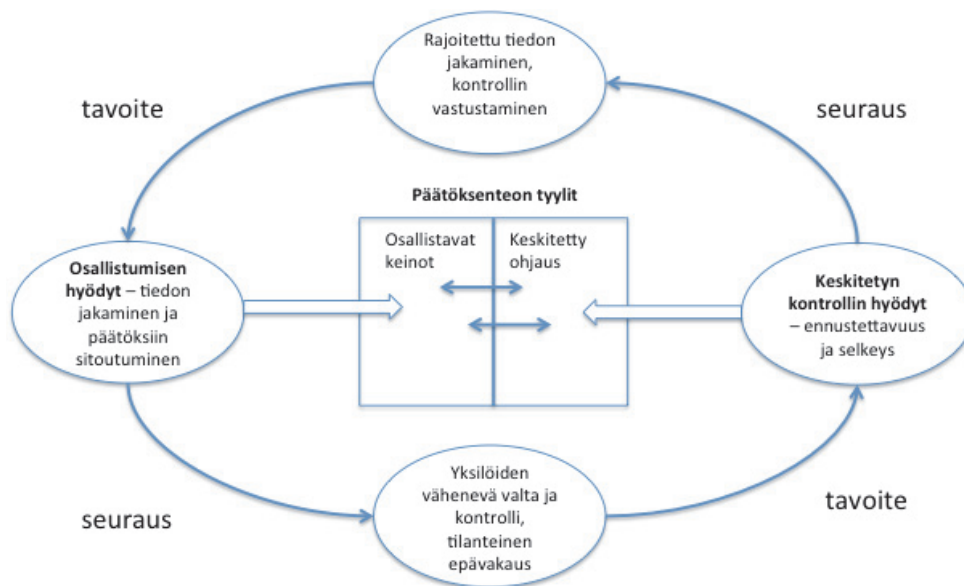 Rajoitettu tiedon
jakaminen,
kontrollin
vastustaminen
tavoite
seuraus
Päätöksenteon tyylit
Osallistavat
keinot
Keskitetty
ohjaus
Osallistumisen
hyödyt – tiedon
jakaminen ja
päätöksiin
sitoutuminen
Keskitetyn
kontrollin hyödyt
– ennustettavuus
ja selkeys
Yksilöiden
vähenevä valta ja
kontrolli,
tilanteinen
epävakaus
seuraus
tavoite